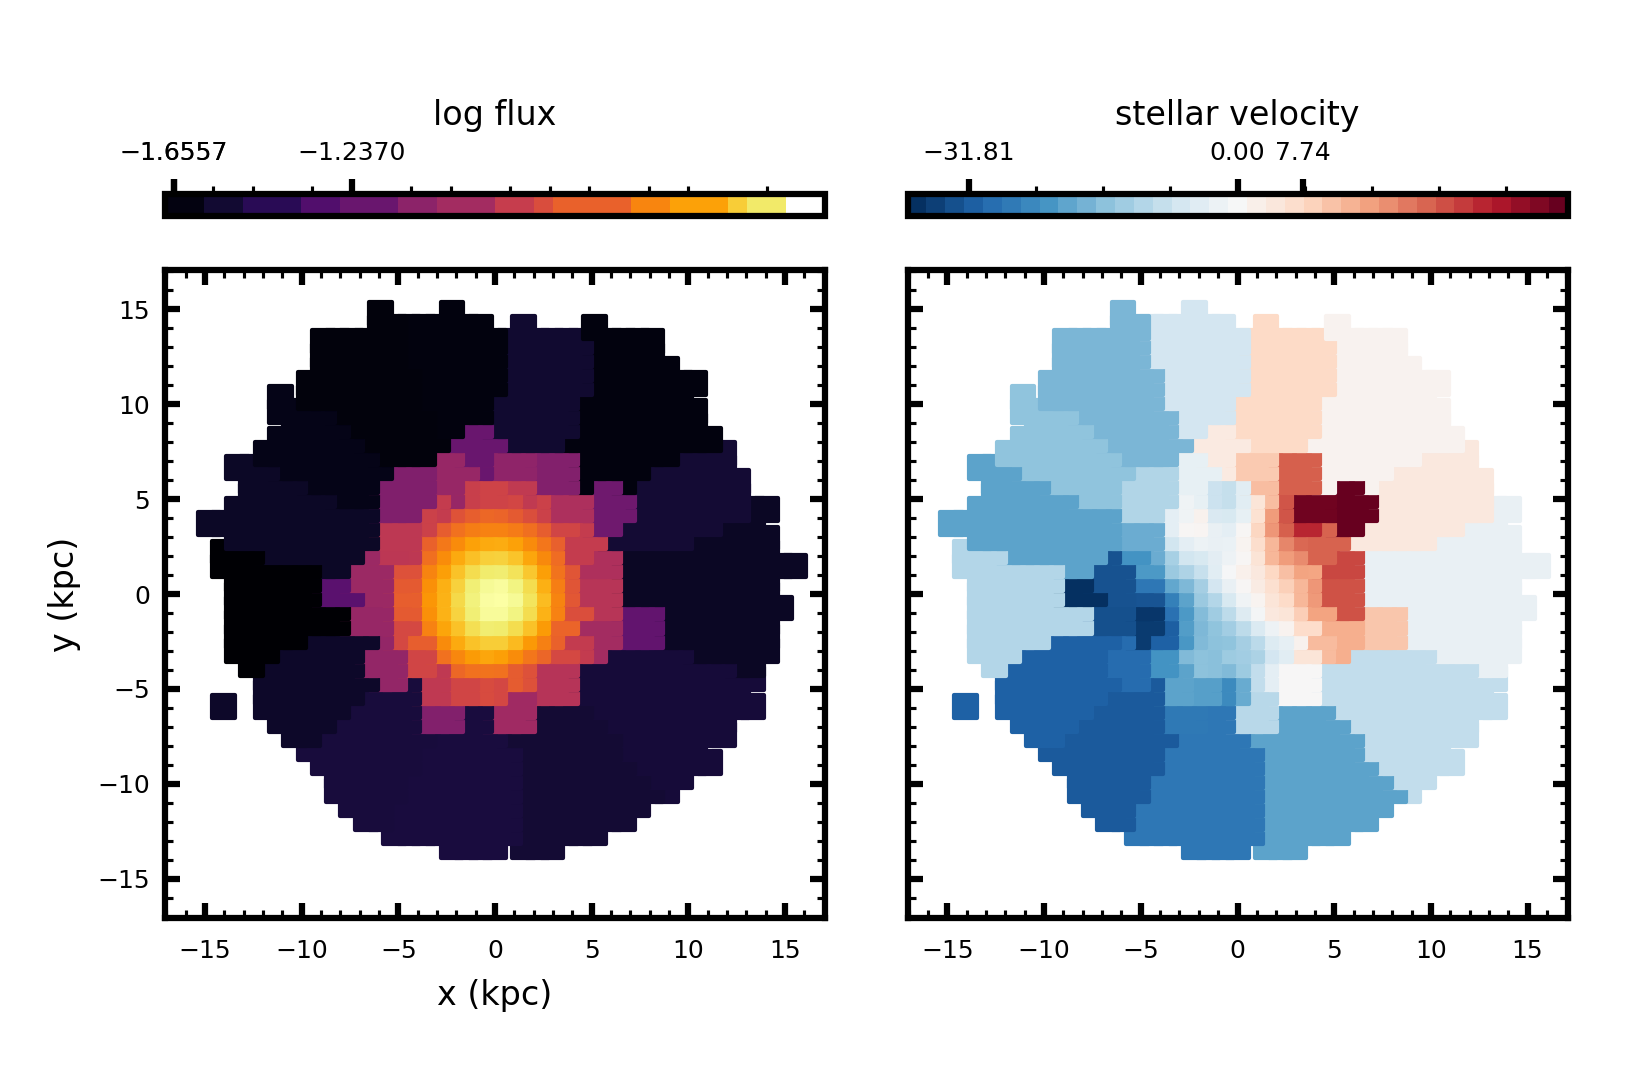 log flux
stellar velocity
−1.6557 −1.2370
−31.81 0.00 7.74
15
10
5
0
−5
−10
−15
y (kpc)
−15 −10 −5 0 5 10 15
−15 −10 −5 0 5 10 15
x (kpc)